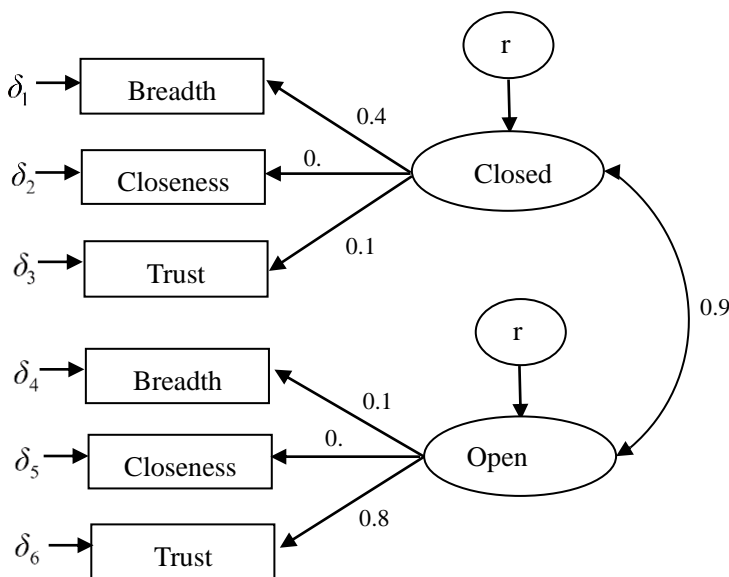 r
δ1
Breadth
0.4
δ2
Closeness
0.
Closed
δ3
Trust
0.1
0.9
r
δ4
Breadth
0.1
δ5
Closeness
0.
Open
δ6
Trust
0.8